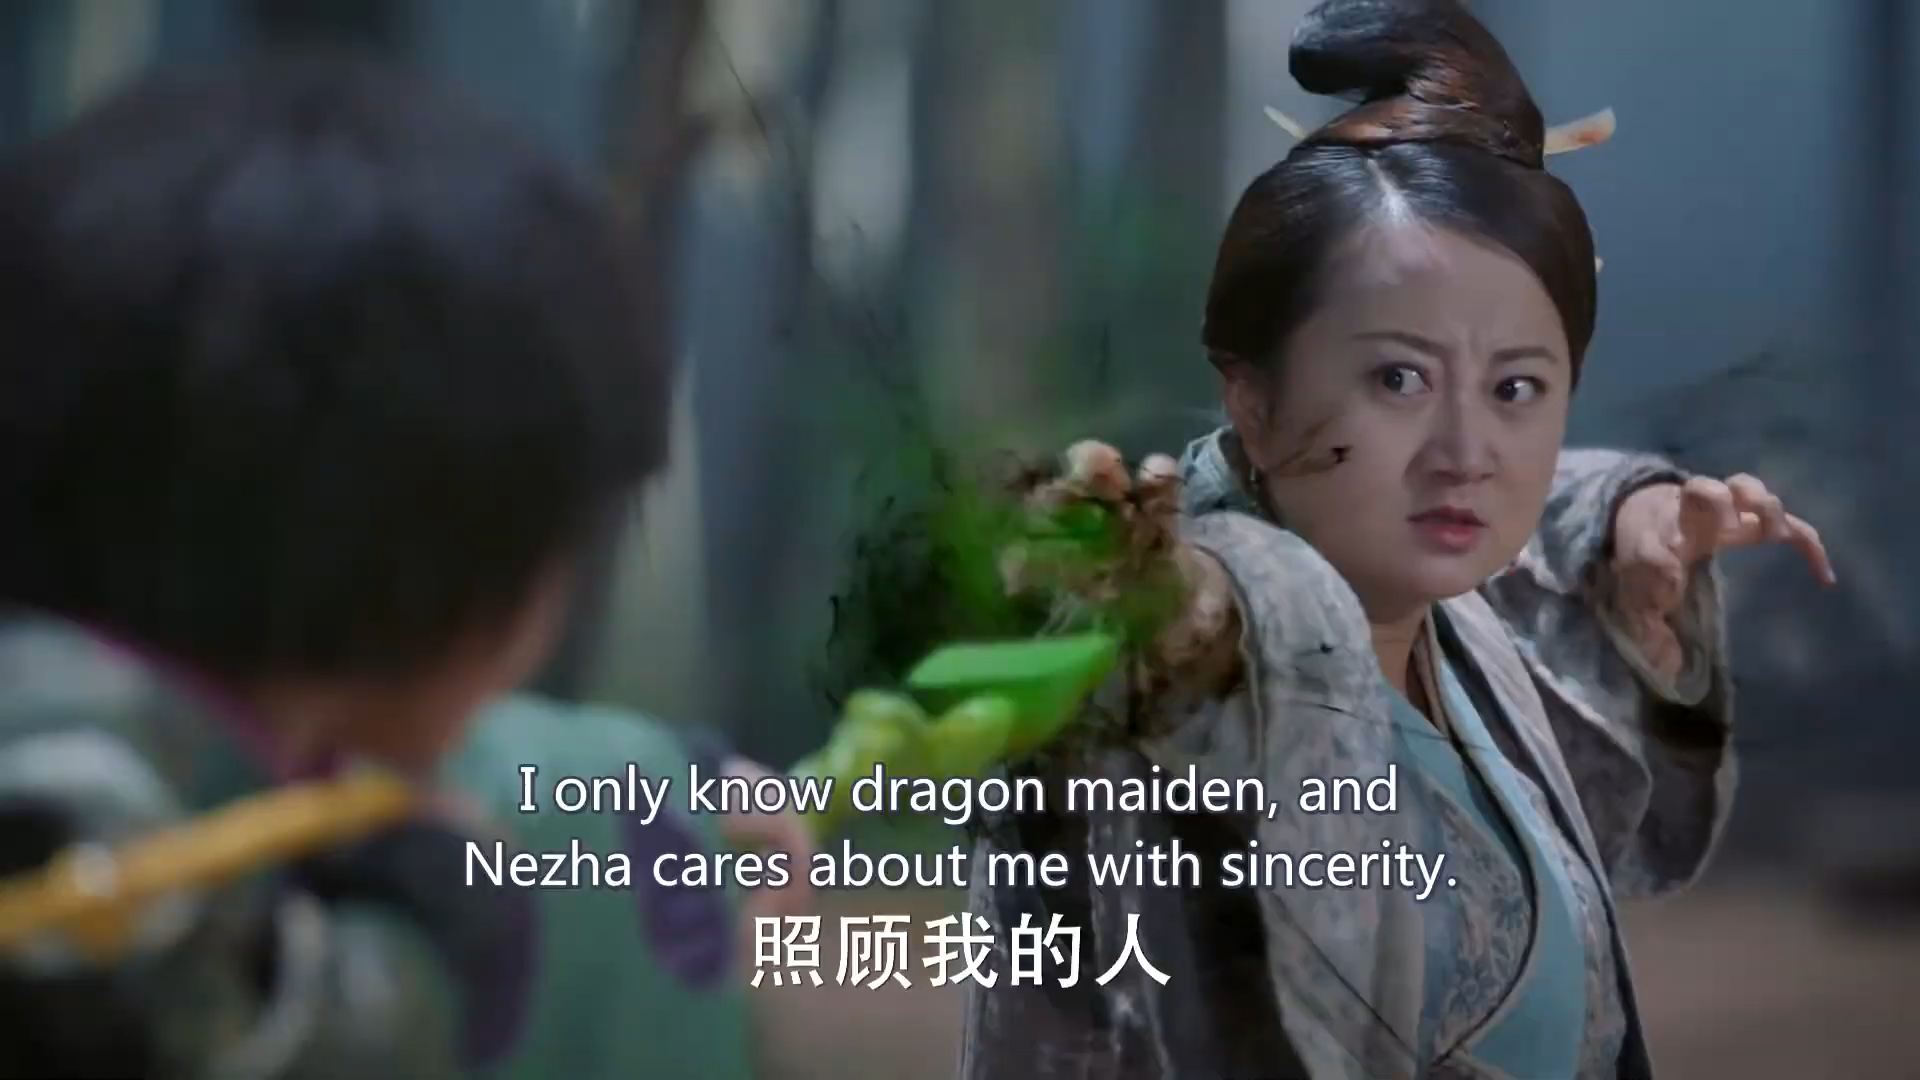 I only know dragon maiden, and
Nezha cares about me with sincerity.
照顾我的人